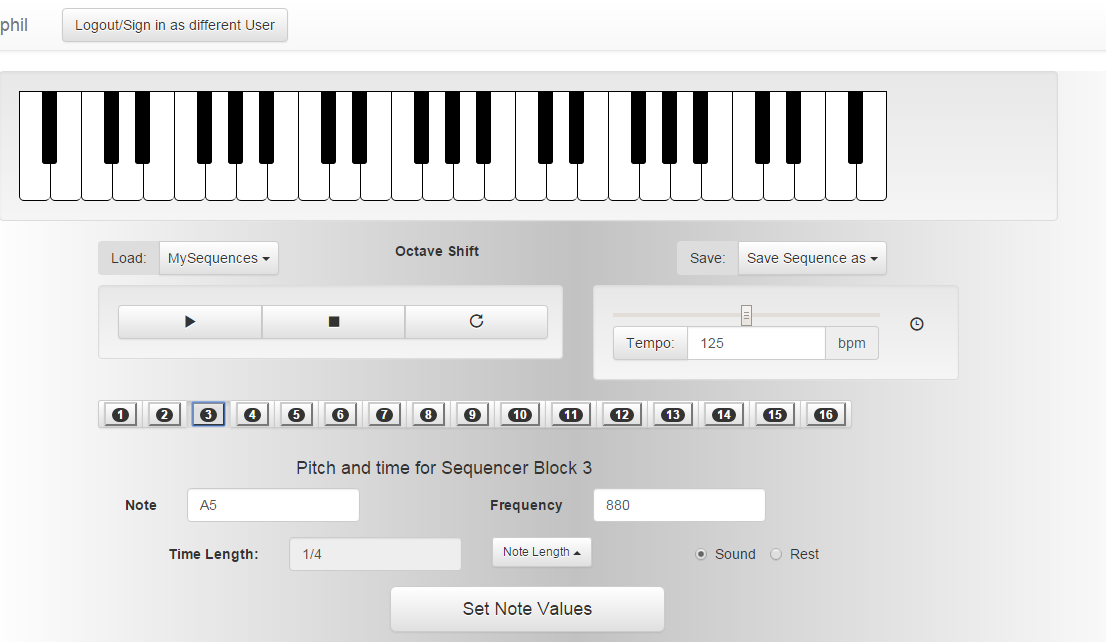 phil Logout/Sign in as different User
Load: MySequences Octave Shift Save: Save Sequence as
Tempo: 125 bpm
1 2 3 4 5 6 7 8 9 10 11 12 13 14 15 16
Pitch and time for Sequencer Block 3
Note A5 Frequency 880
Time Length: 1/4 Note Length Sound Rest
Set Note Values